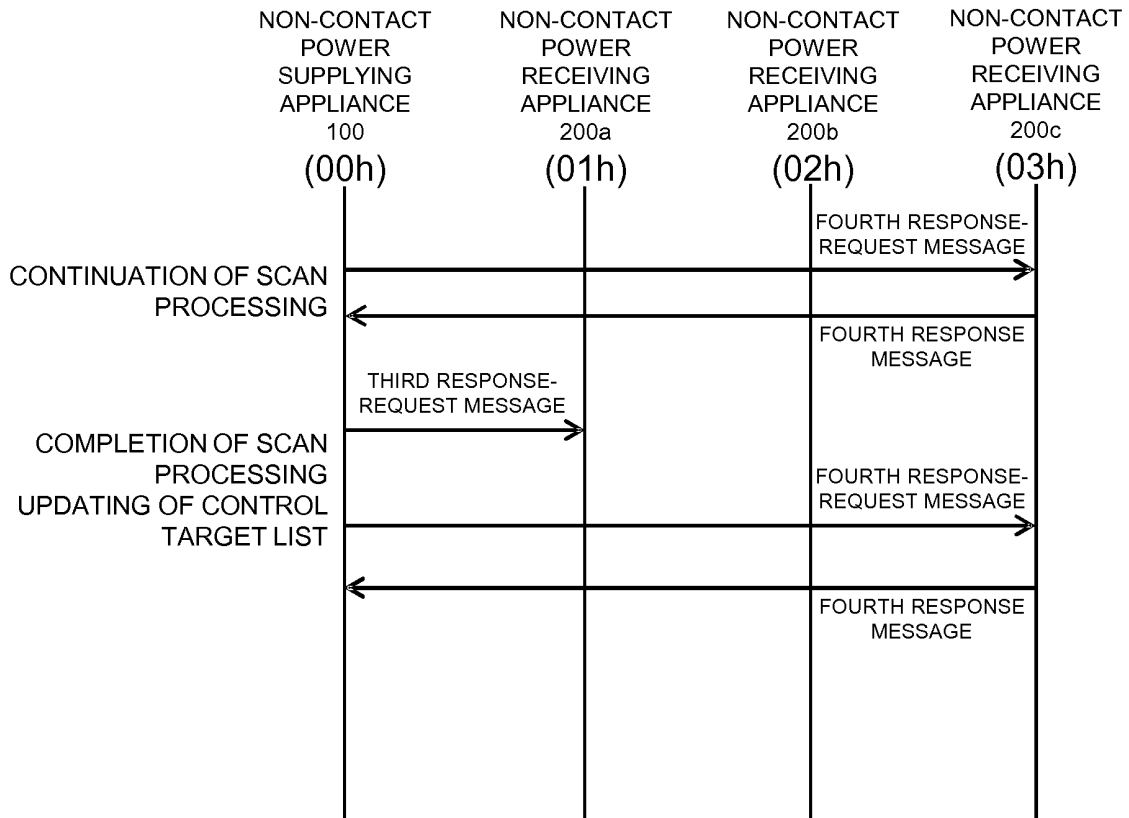 NON-CONTACT
POWER
SUPPLYING
APPLIANCE
100
(00h)
NON-CONTACT
POWER
RECEIVING
APPLIANCE
200a
(01h)
NON-CONTACT
POWER
RECEIVING
APPLIANCE
200b
(02h)
NON-CONTACT
POWER
RECEIVING
APPLIANCE
200c
(03h)
FOURTH RESPONSE-
REQUEST MESSAGE
CONTINUATION OF SCAN
PROCESSING
FOURTH RESPONSE
MESSAGE
THIRD RESPONSE-
REQUEST MESSAGE
COMPLETION OF SCAN
PROCESSING
UPDATING OF CONTROL
TARGET LIST
FOURTH RESPONSE-
REQUEST MESSAGE
FOURTH RESPONSE
MESSAGE